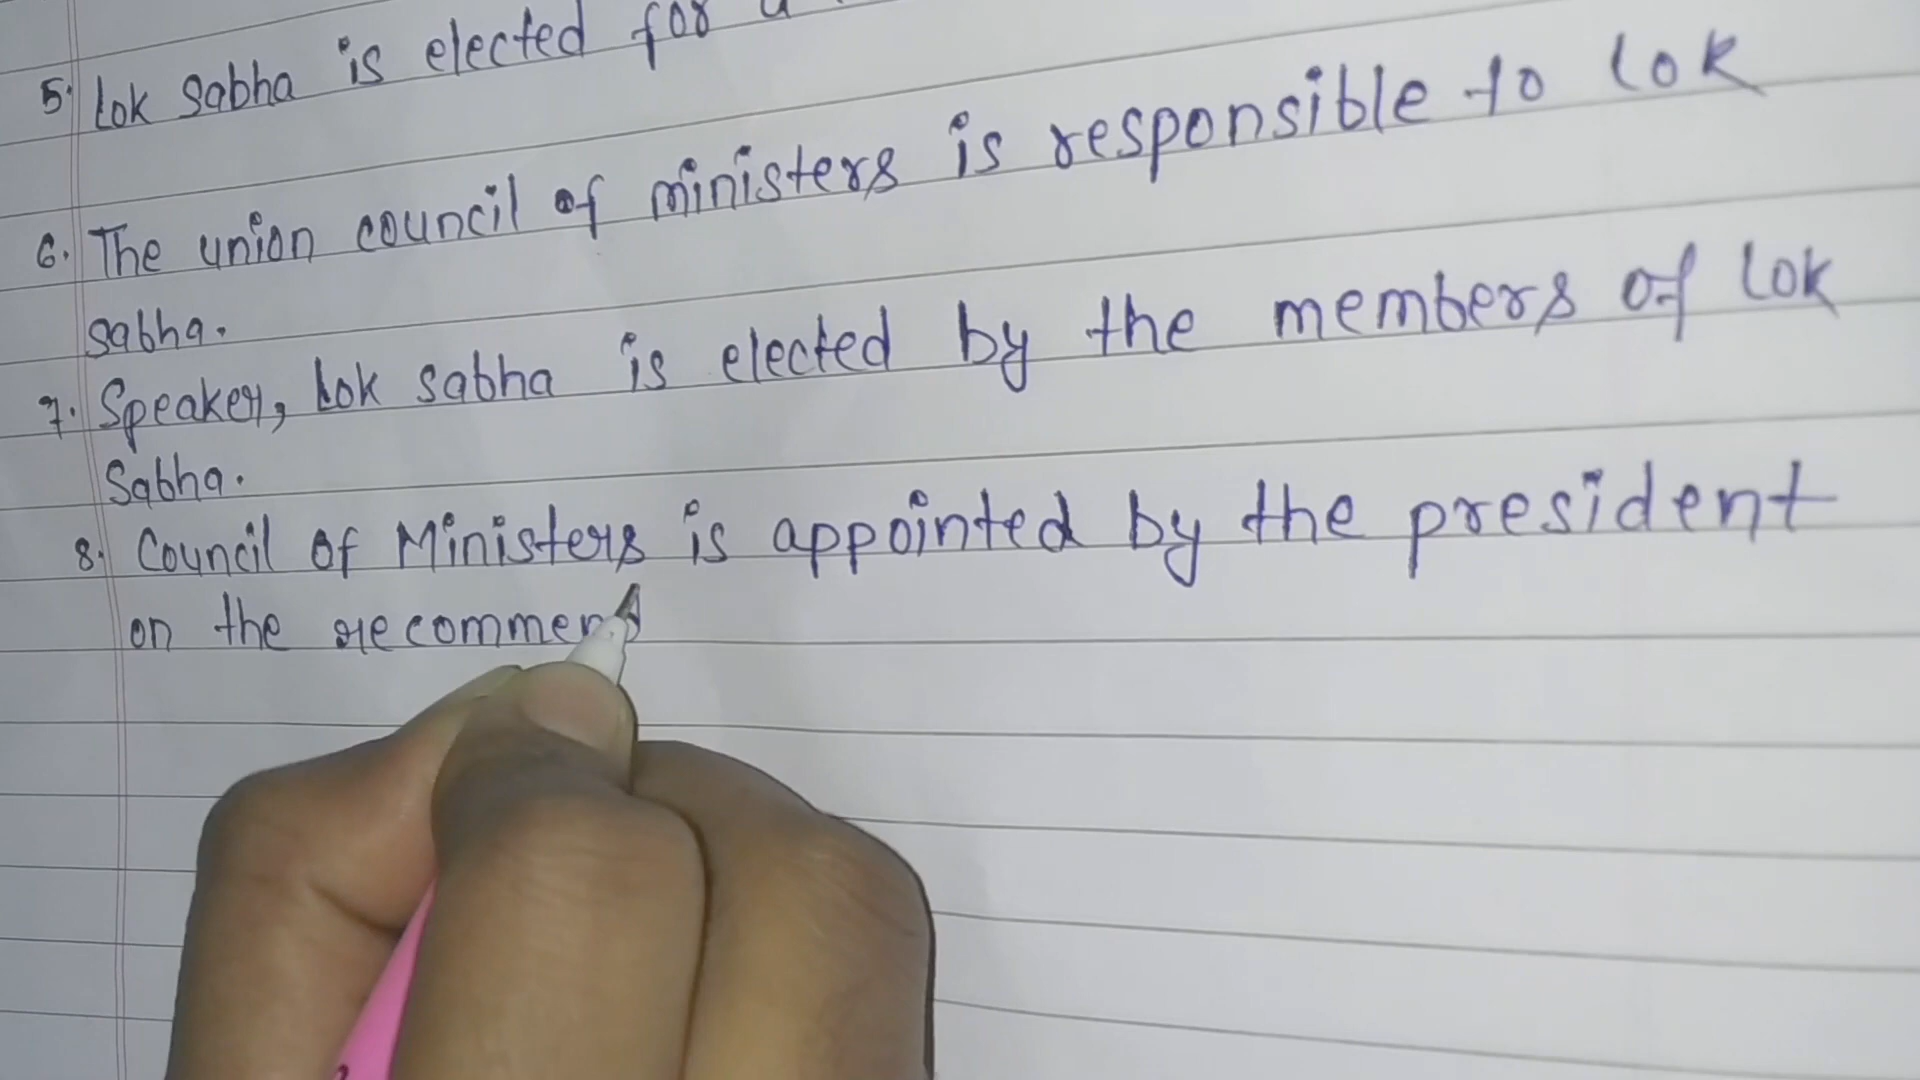 5. Lok Sabha is elected for a
6. The union council of ministers is responsible to Lok
Sabha.
7. Speaker, Lok Sabha is elected by the members of Lok
Sabha.
8. Council of Ministers is appointed by the president
on the recommend